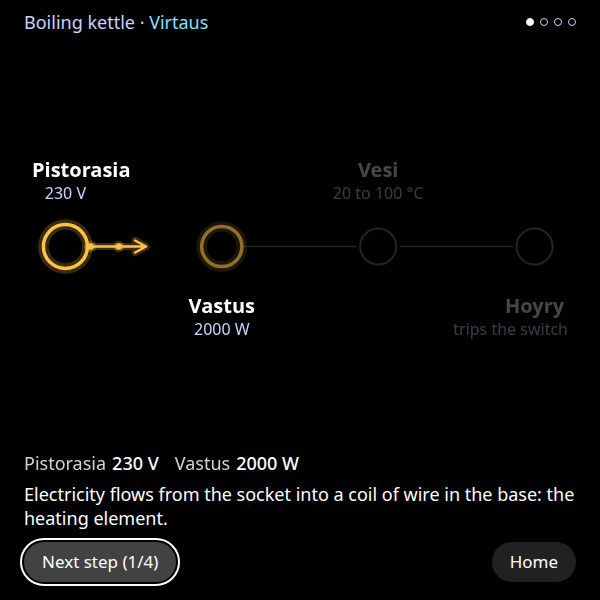 Boiling kettle · Virtaus
Pistorasia
230 V
Vesi
20 to 100 °C
Vastus
2000 W
Hoyry
trips the switch
Pistorasia 230 V Vastus 2000 W
Electricity flows from the socket into a coil of wire in the base: the
heating element.
Next step (1/4)
Home